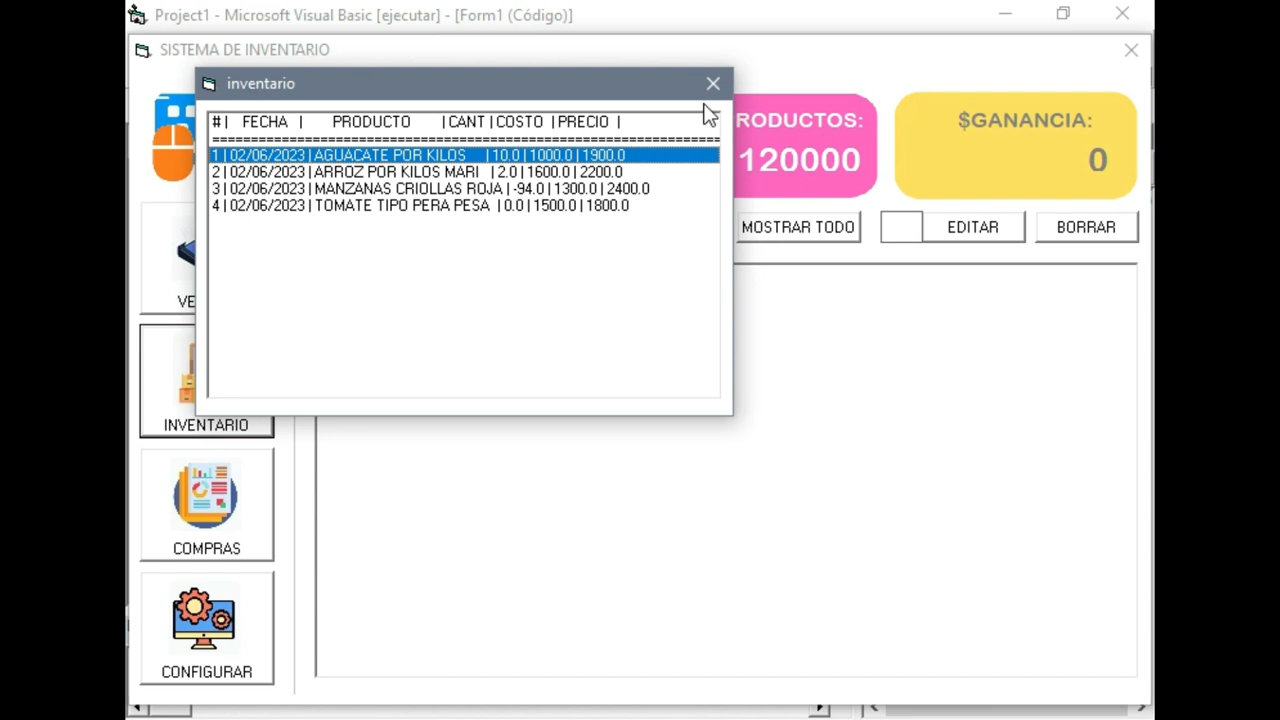 Project1 - Microsoft Visual Basic [ejecutar] - [Form1 (Código)]
SISTEMA DE INVENTARIO
inventario
# | FECHA | PRODUCTO | CANT | COSTO | PRECIO |
==========================================================
1 | 02/06/2023 | AGUACATE POR KILOS | 10.0 | 1000.0 | 1900.0
2 | 02/06/2023 | ARROZ POR KILOS MARI | 2.0 | 1600.0 | 2200.0
3 | 02/06/2023 | MANZANAS CRIOLLAS ROJA | -94.0 | 1300.0 | 2400.0
4 | 02/06/2023 | TOMATE TIPO PERA PESA | 0.0 | 1500.0 | 1800.0
RODUCTOS:
120000
$GANANCIA:
0
MOSTRAR TODO
EDITAR
BORRAR
VE
INVENTARIO
COMPRAS
CONFIGURAR